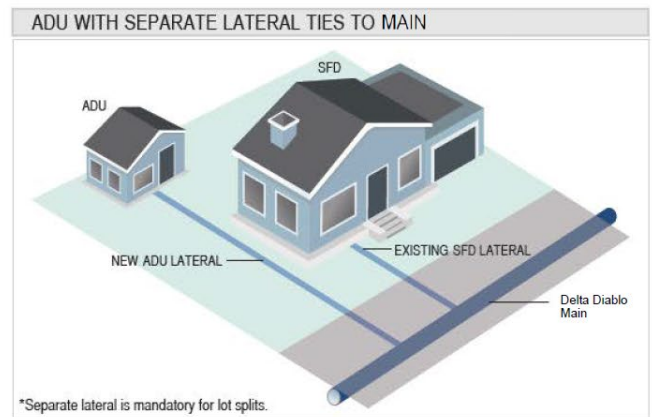 ADU WITH SEPARATE LATERAL TIES TO MAIN
SFD
ADU
NEW ADU LATERAL
EXISTING SFD LATERAL
Delta Diablo
Main
*Separate lateral is mandatory for lot splits.